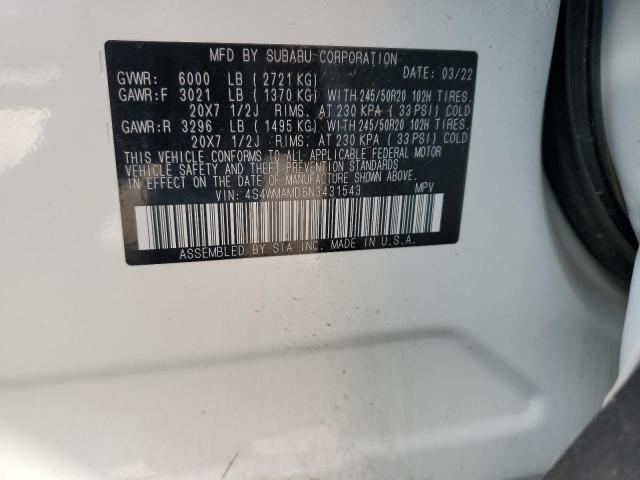 MFD BY SUBARU CORPORATION
GVWR: 6000 LB ( 2721 KG) DATE: 03/22
GAWR:F 3021 LB ( 1370 KG) WITH 245/50R20 102H TIRES.
20X7 1/2J RIMS. AT 230 KPA ( 33 PSI) COLD
GAWR:R 3296 LB ( 1495 KG) WITH 245/50R20 102H TIRES.
20X7 1/2J RIMS. AT 230 KPA ( 33 PSI) COLD
THIS VEHICLE CONFORMS TO ALL APPLICABLE FEDERAL MOTOR
VEHICLE SAFETY AND BUMPER STANDARDS IN EFFECT ON THE
DATE OF MANUFACTURE SHOWN ABOVE.
VIN: 4S4WMAMD5N3431543 MPV
ASSEMBLED BY SIA INC. MADE IN U.S.A.